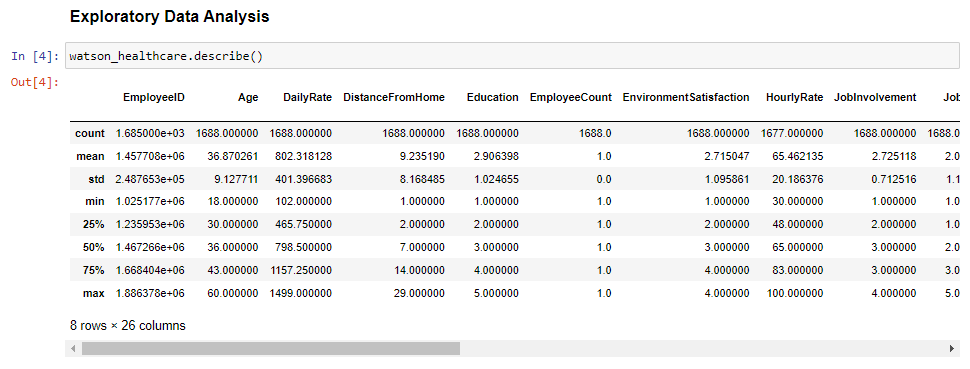 Exploratory Data Analysis
In [4]: watson_healthcare.describe()
Out[4]:
EmployeeID Age DailyRate DistanceFromHome Education EmployeeCount EnvironmentSatisfaction HourlyRate JobInvolvement Job
count 1.685000e+03 1688.000000 1688.000000 1688.000000 1688.000000 1688.0 1688.000000 1677.000000 1688.000000 1688.0
mean 1.457708e+06 36.870261 802.318128 9.235190 2.906398 1.0 2.715047 65.462135 2.725118 2.0
std 2.487653e+05 9.127711 401.396683 8.168485 1.024655 0.0 1.095861 20.186376 0.712516 1.1
min 1.025177e+06 18.000000 102.000000 1.000000 1.000000 1.0 1.000000 30.000000 1.000000 1.0
25% 1.235953e+06 30.000000 465.750000 2.000000 2.000000 1.0 2.000000 48.000000 2.000000 1.0
50% 1.467266e+06 36.000000 798.500000 7.000000 3.000000 1.0 3.000000 65.000000 3.000000 2.0
75% 1.668404e+06 43.000000 1157.250000 14.000000 4.000000 1.0 4.000000 83.000000 3.000000 3.0
max 1.886378e+06 60.000000 1499.000000 29.000000 5.000000 1.0 4.000000 100.000000 4.000000 5.0
8 rows × 26 columns